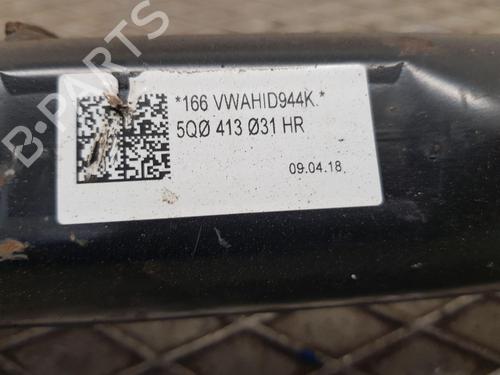 B-PARTS
*166 VWAHID944K.*
5QØ 413 Ø31 HR
09.04.18